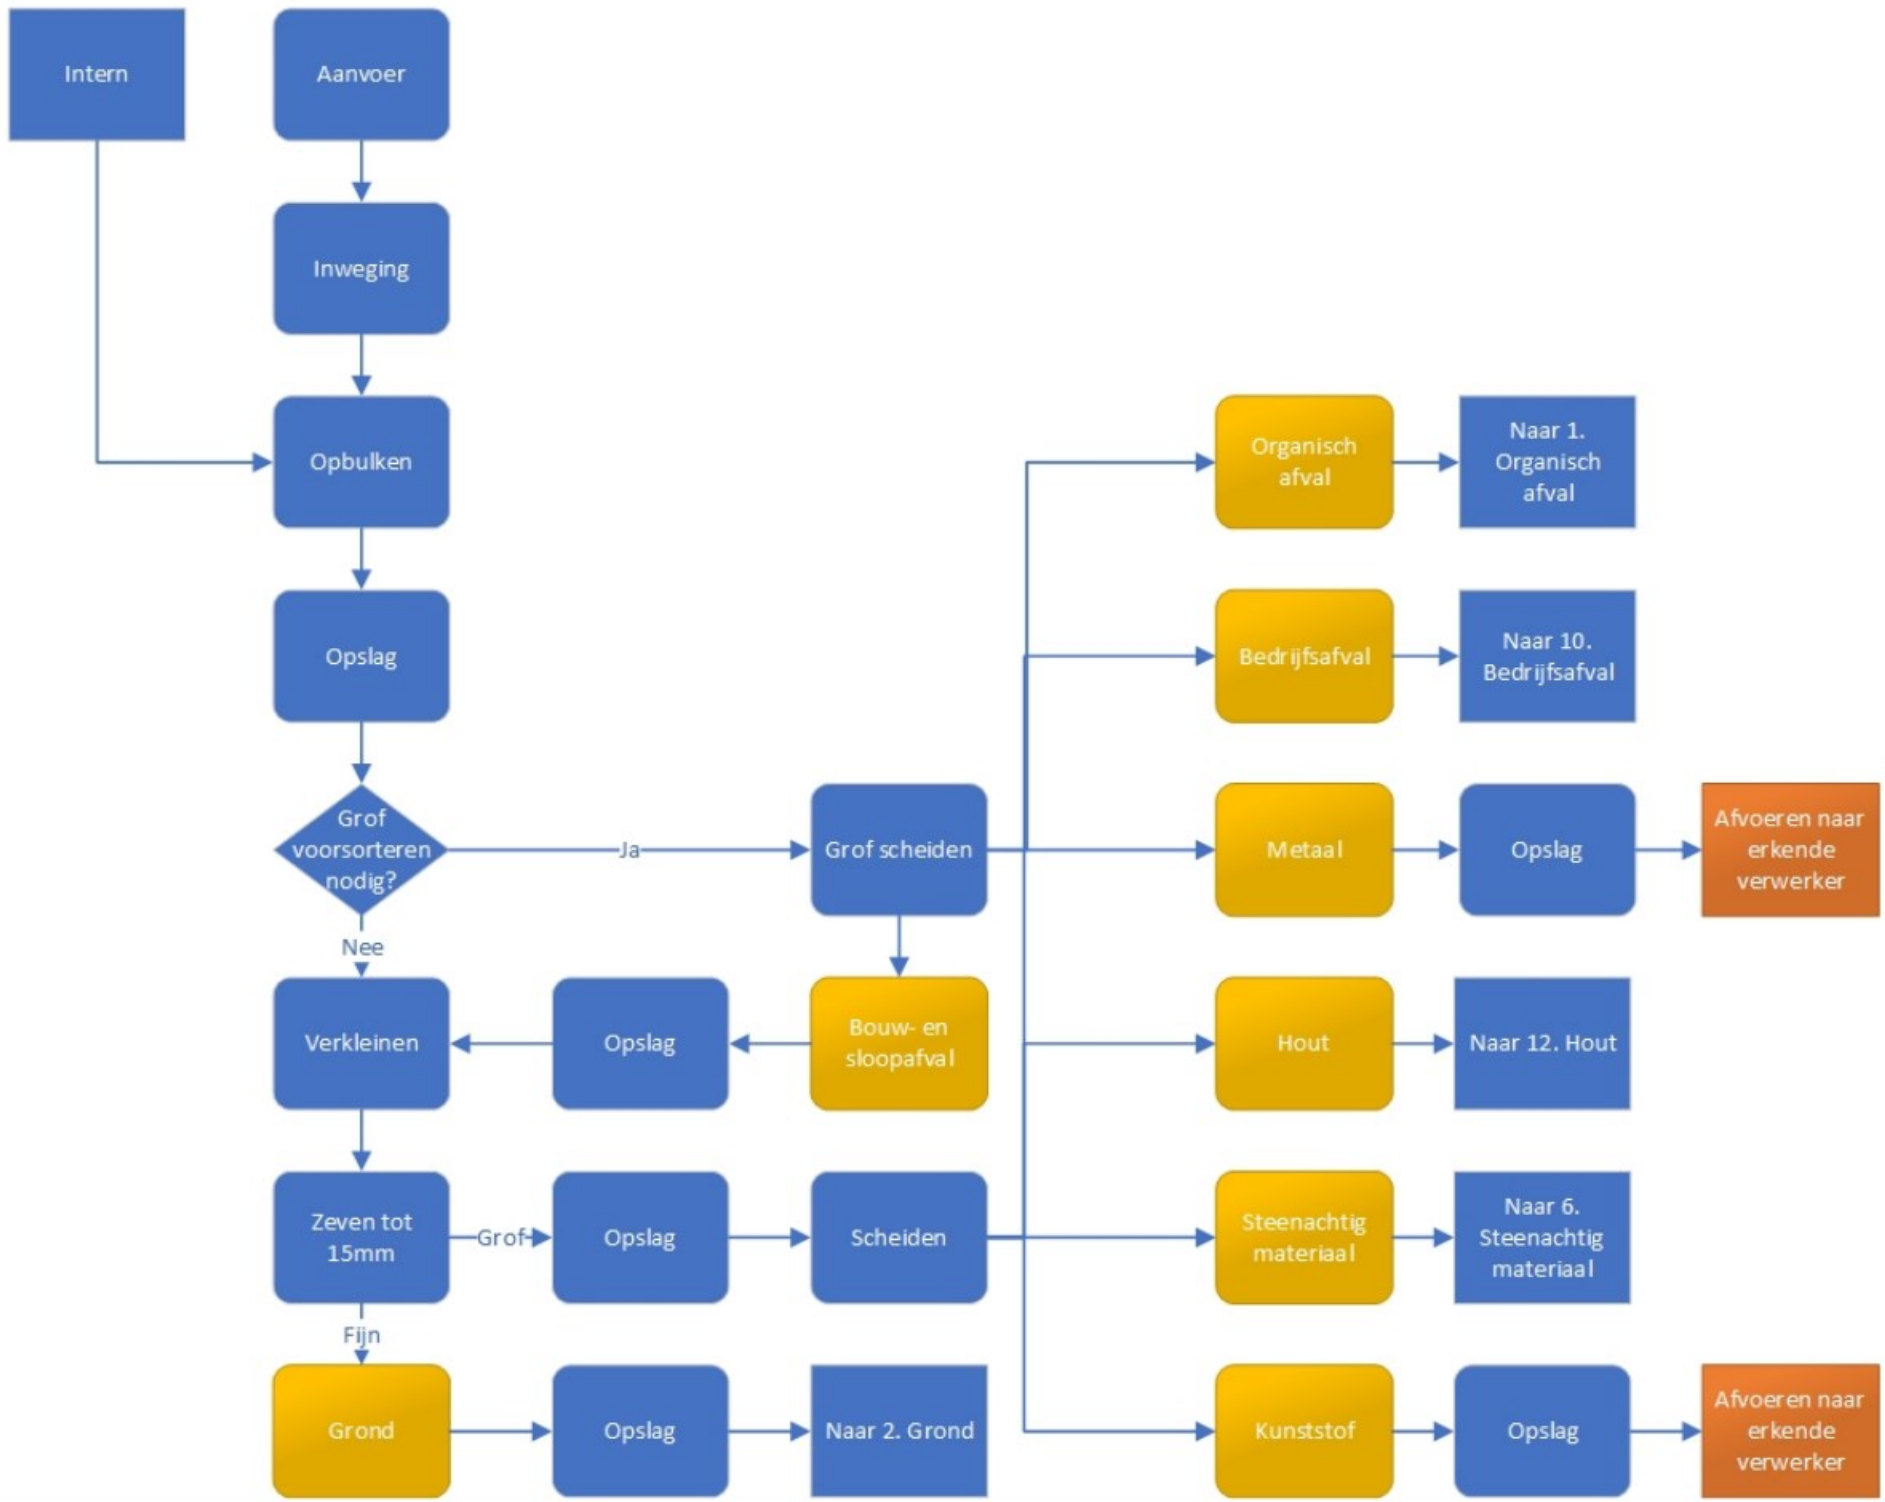 Intern
Aanvoer
Inweging
Opbulken
Organisch
afval
Naar 1.
Organisch
afval
Opslag
Bedrijfsafval
Naar 10.
Bedrijfsafval
Grof
voorsorteren
nodig?
Ja
Grof scheiden
Metaal
Opslag
Afvoeren naar
erkende
verwerker
Nee
Verkleinen
Opslag
Bouw- en
sloopafval
Hout
Naar 12. Hout
Zeven tot
15mm
Grof
Opslag
Scheiden
Steenachtig
materiaal
Naar 6.
Steenachtig
materiaal
Fijn
Grond
Opslag
Naar 2. Grond
Kunststof
Opslag
Afvoeren naar
erkende
verwerker